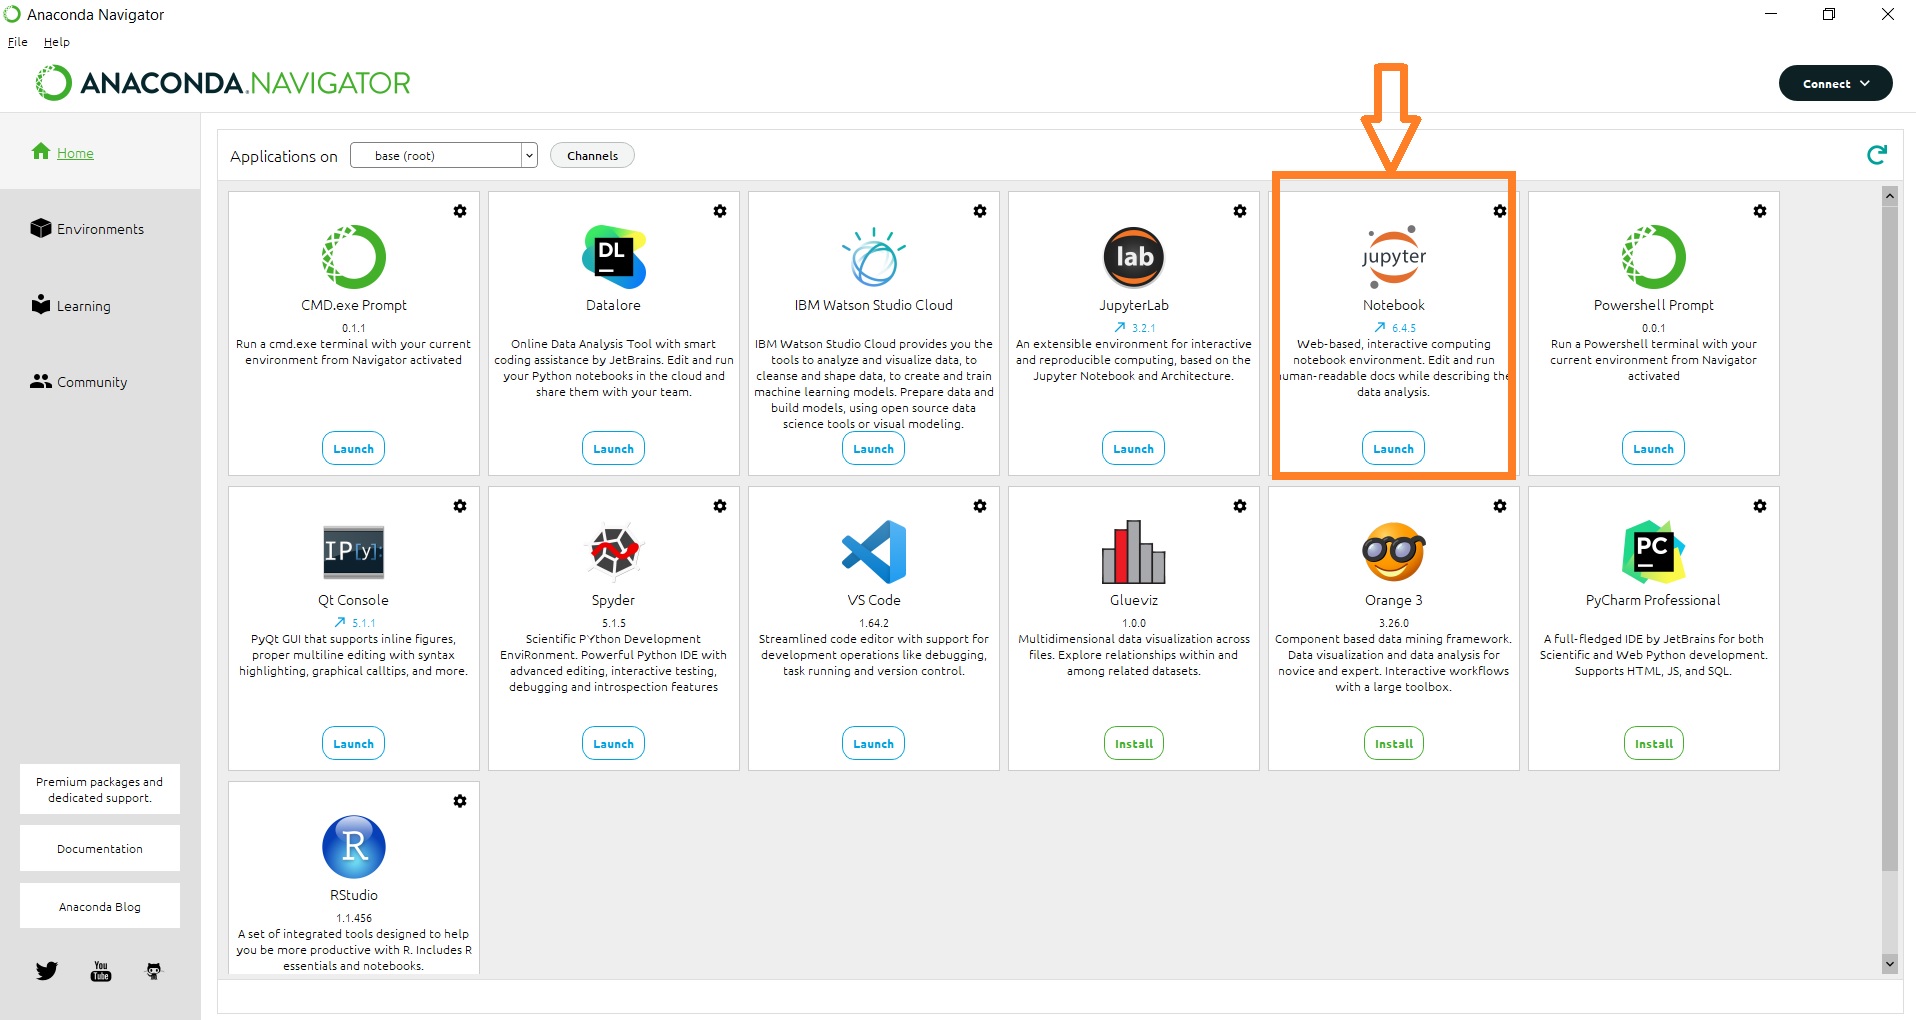 Anaconda Navigator
File Help
ANACONDA.NAVIGATOR
Connect
Home
Environments
Learning
Community
Premium packages and
dedicated support.
Documentation
Anaconda Blog
You
Tube
Applications on base (root) Channels
CMD.exe Prompt
0.1.1
Run a cmd.exe terminal with your current
environment from Navigator activated
Launch
DL
Datalore
Online Data Analysis Tool with smart
coding assistance by JetBrains. Edit and run
your Python notebooks in the cloud and
share them with your team.
Launch
IBM Watson Studio Cloud
IBM Watson Studio Cloud provides you the
tools to analyze and visualize data, to
cleanse and shape data, to create and train
machine learning models. Prepare data and
build models, using open source data
science tools or visual modeling.
Launch
lab
JupyterLab
3.2.1
An extensible environment for interactive
and reproducible computing, based on the
Jupyter Notebook and Architecture.
Launch
jupyter
Notebook
6.4.5
Web-based, interactive computing
notebook environment. Edit and run
uman-readable docs while describing the
data analysis.
Launch
Powershell Prompt
0.0.1
Run a Powershell terminal with your
current environment from Navigator
activated
Launch
IP[y]:
Qt Console
5.1.1
PyQt GUI that supports inline figures,
proper multiline editing with syntax
highlighting, graphical calltips, and more.
Launch
Spyder
5.1.5
Scientific PYthon Development
EnviRonment. Powerful Python IDE with
advanced editing, interactive testing,
debugging and introspection features
Launch
VS Code
1.64.2
Streamlined code editor with support for
development operations like debugging,
task running and version control.
Launch
Glueviz
1.0.0
Multidimensional data visualization across
files. Explore relationships within and
among related datasets.
Install
Orange 3
3.26.0
Component based data mining framework.
Data visualization and data analysis for
novice and expert. Interactive workflows
with a large toolbox.
Install
PC
PyCharm Professional
A full-fledged IDE by JetBrains for both
Scientific and Web Python development.
Supports HTML, JS, and SQL.
Install
R
RStudio
1.1.456
A set of integrated tools designed to help
you be more productive with R. Includes R
essentials and notebooks.